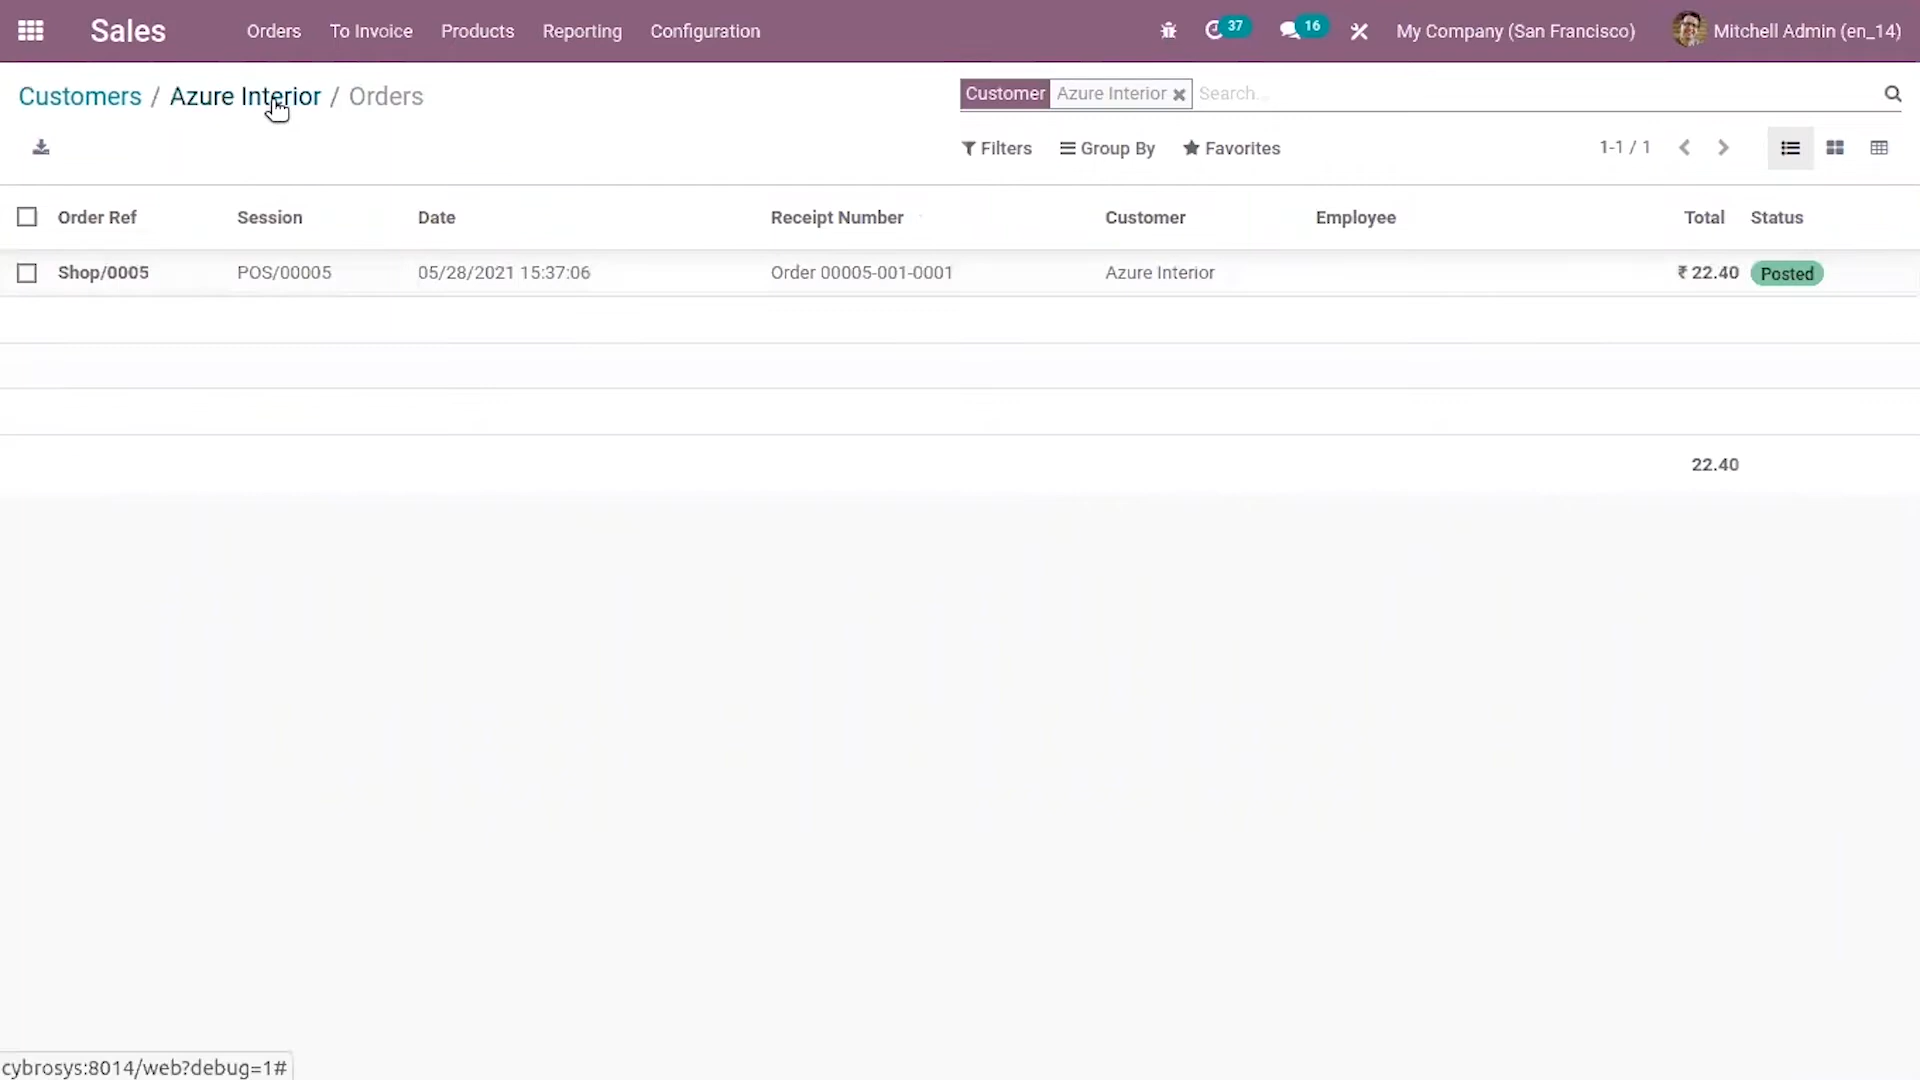 Sales Orders To Invoice Products Reporting Configuration 37 16 My Company (San Francisco) Mitchell Admin (en_14)
Customers / Azure Interior / Orders Customer Azure Interior Search...
Filters Group By Favorites 1-1 / 1
Order Ref Session Date Receipt Number Customer Employee Total Status
Shop/0005 POS/00005 05/28/2021 15:37:06 Order 00005-001-0001 Azure Interior ₹ 22.40 Posted
22.40
cybrosys:8014/web?debug=1#